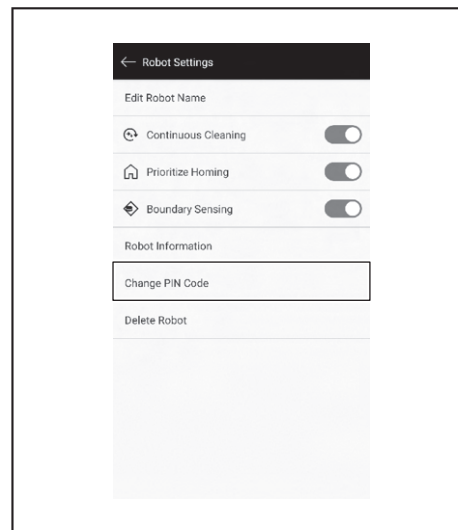 Robot Settings
Edit Robot Name
Continuous Cleaning
Prioritize Homing
Boundary Sensing
Robot Information
Change PIN Code
Delete Robot